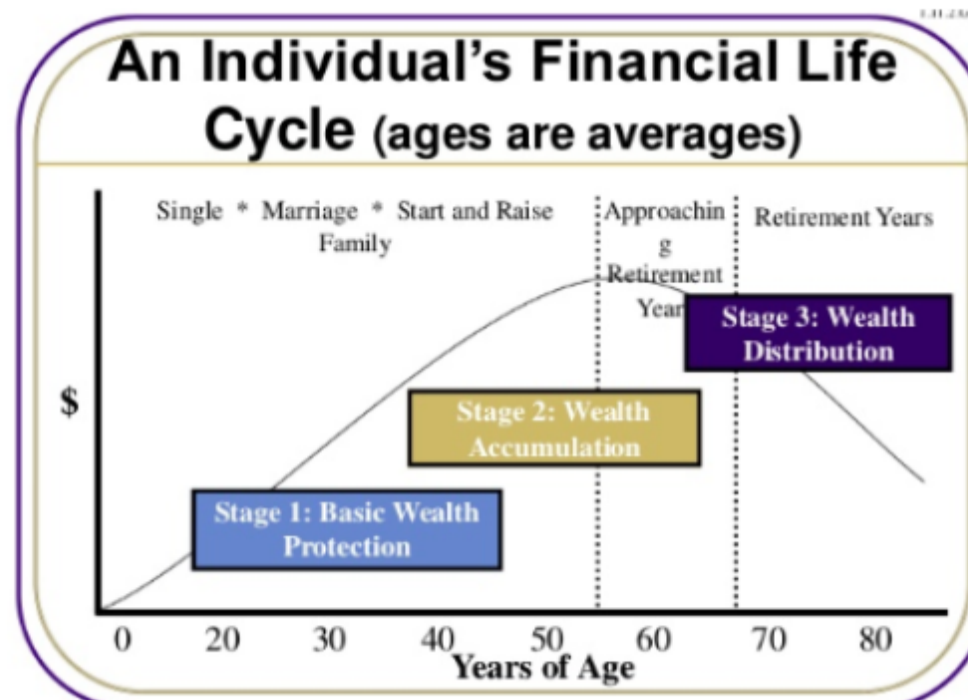 An Individual's Financial Life
Cycle (ages are averages)
Single * Marriage * Start and Raise
Family
Approachin
g
Retirement
Year
Retirement Years
Stage 3: Wealth
Distribution
$
Stage 2: Wealth
Accumulation
Stage 1: Basic Wealth
Protection
0 20 30 40 50 60 70 80
Years of Age